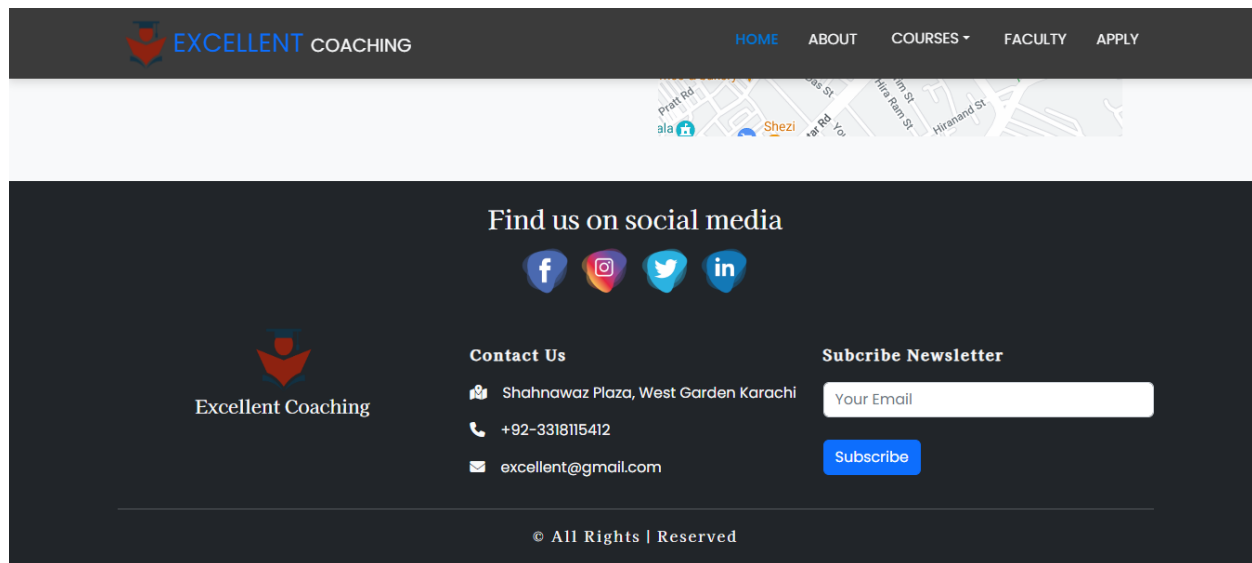 EXCELLENT COACHING
HOME ABOUT COURSES FACULTY APPLY
Pratt Rd
Hira Ram St
Hiranand St
ala
Shezi
Find us on social media
f
in
Excellent Coaching
Contact Us
Shahnawaz Plaza, West Garden Karachi
+92-3318115412
excellent@gmail.com
Subcribe Newsletter
Your Email
Subscribe
© All Rights | Reserved